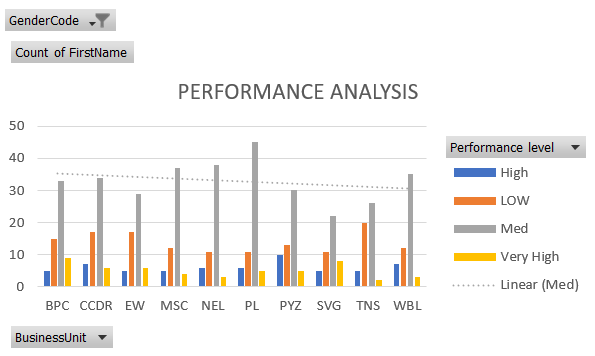 GenderCode
Count of FirstName
PERFORMANCE ANALYSIS
50
40
30
20
10
0
BPC CCDR EW MSC NEL PL PYZ SVG TNS WBL
Performance level
High
LOW
Med
Very High
Linear (Med)
BusinessUnit